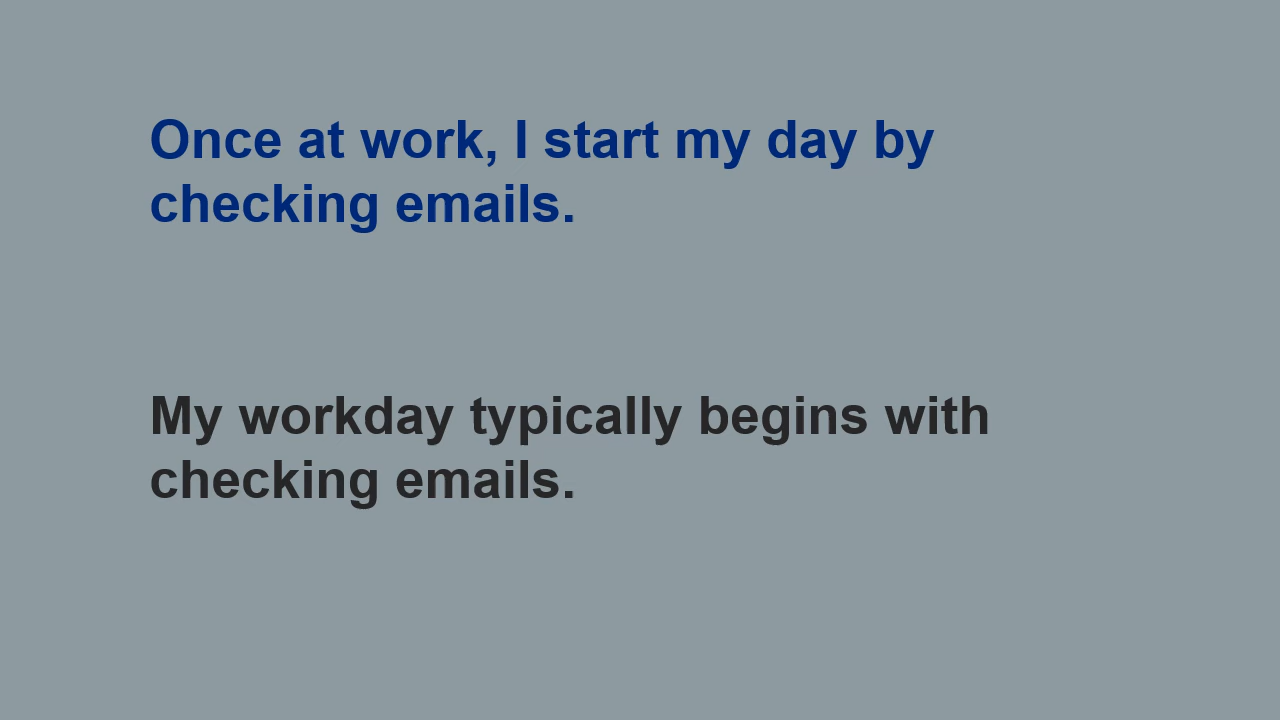 Once at work, I start my day by
checking emails.
My workday typically begins with
checking emails.